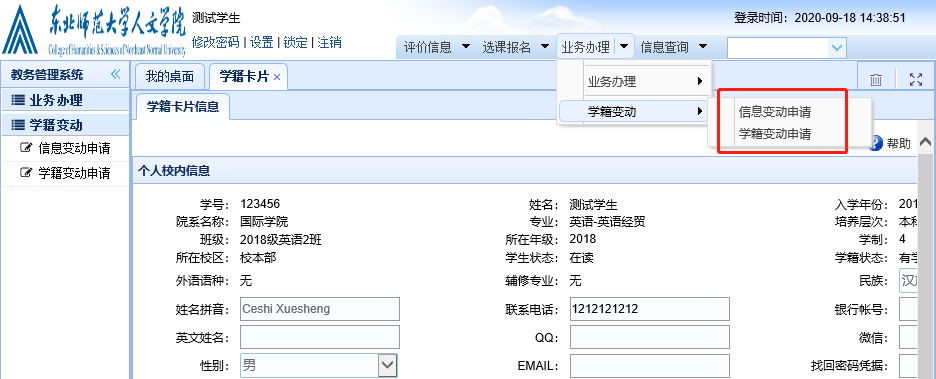 东北师范大学人文学院
College of Humanities & Sciences of Northeast Normal University
测试学生
修改密码 | 设置 | 锁定 | 注销
登录时间：2020-09-18 14:38:51
评价信息 选课报名 业务办理 信息查询
业务办理
学籍变动
信息变动申请
学籍变动申请
教务管理系统
业务办理
学籍变动
信息变动申请
学籍变动申请
我的桌面 学籍卡片 ×
学籍卡片信息
帮助
个人校内信息
学号： 123456 姓名： 测试学生 入学年份： 201
院系名称： 国际学院 专业： 英语-英语经贸 培养层次： 本科
班级： 2018级英语2班 所在年级： 2018 学制： 4
所在校区： 校本部 学生状态： 在读 学籍状态： 有学
外语语种： 无 辅修专业： 无 民族： 汉族
姓名拼音： Ceshi Xuesheng 联系电话： 1212121212 银行帐号：
英文姓名： QQ： 微信：
性别： 男 EMAIL： 找回密码凭据：